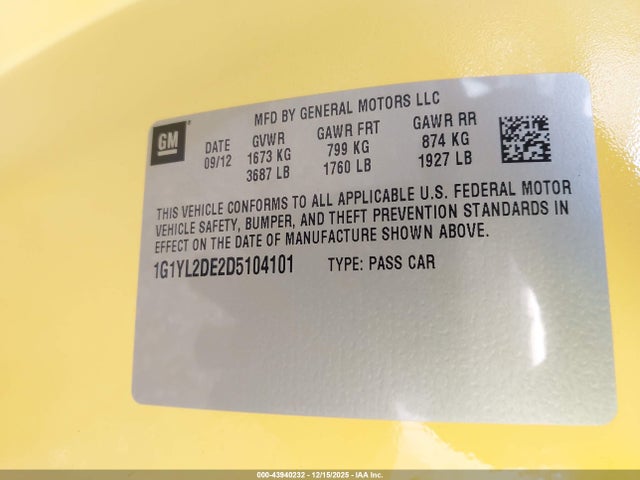 MFD BY GENERAL MOTORS LLC
GM
DATE GVWR GAWR FRT GAWR RR
09/12 1673 KG 799 KG 874 KG
3687 LB 1760 LB 1927 LB
THIS VEHICLE CONFORMS TO ALL APPLICABLE U.S. FEDERAL MOTOR
VEHICLE SAFETY, BUMPER, AND THEFT PREVENTION STANDARDS IN
EFFECT ON THE DATE OF MANUFACTURE SHOWN ABOVE.
1G1YL2DE2D5104101 TYPE: PASS CAR
000-43940232 - 12/15/2025 - IAA Inc.